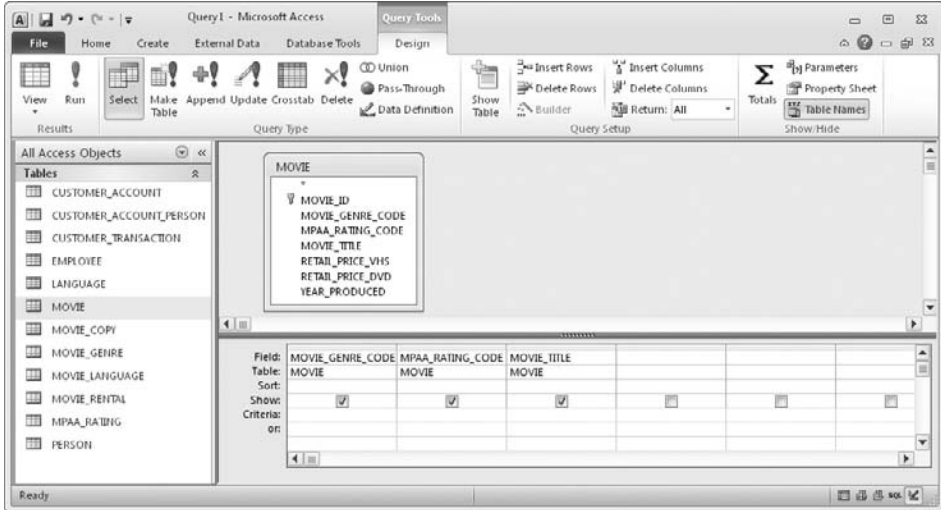 A Query1 - Microsoft Access Query Tools
File Home Create External Data Database Tools Design
View Run Select Make Table Append Update Crosstab Delete
Union
Pass-Through
Data Definition
Show Table
Insert Rows
Delete Rows
Builder
Insert Columns
Delete Columns
Return: All
Totals
Parameters
Property Sheet
Table Names
Results Query Type Query Setup Show/Hide
All Access Objects
Tables
CUSTOMER_ACCOUNT
CUSTOMER_ACCOUNT_PERSON
CUSTOMER_TRANSACTION
EMPLOYEE
LANGUAGE
MOVIE
MOVIE_COPY
MOVIE_GENRE
MOVIE_LANGUAGE
MOVIE_RENTAL
MPAA_RATING
PERSON
MOVIE
*
MOVIE_ID
MOVIE_GENRE_CODE
MPAA_RATING_CODE
MOVIE_TITLE
RETAIL_PRICE_VHS
RETAIL_PRICE_DVD
YEAR_PRODUCED
Field: MOVIE_GENRE_CODE MPAA_RATING_CODE MOVIE_TITLE
Table: MOVIE MOVIE MOVIE
Sort:
Show:
Criteria:
or:
Ready SQL